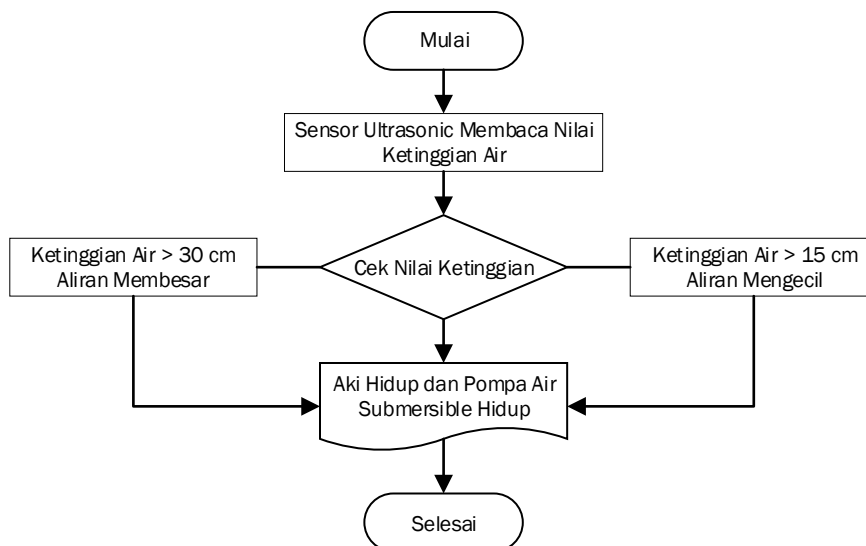 Mulai
Sensor Ultrasonic Membaca Nilai
Ketinggian Air
Ketinggian Air > 30 cm
Aliran Membesar
Cek Nilai Ketinggian
Ketinggian Air > 15 cm
Aliran Mengecil
Aki Hidup dan Pompa Air
Submersible Hidup
Selesai